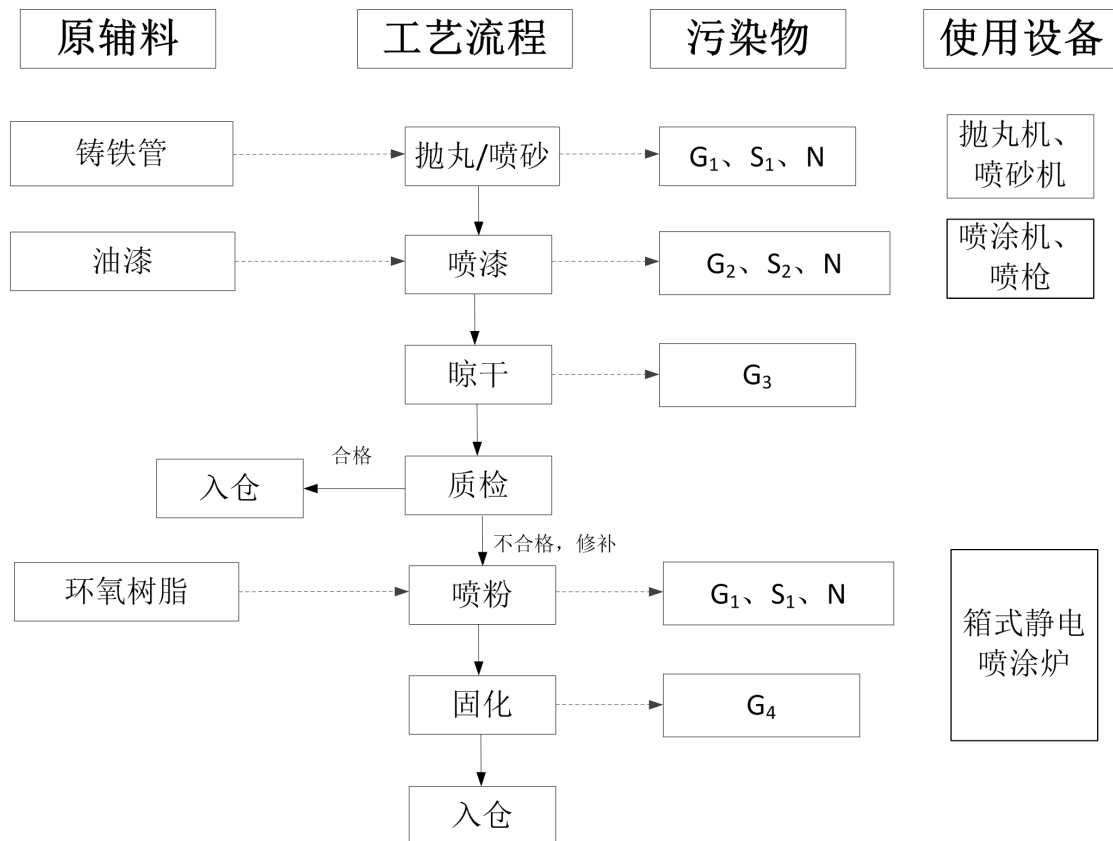 原辅料
工艺流程
污染物
使用设备
铸铁管
抛丸/喷砂
G₁、S₁、N
抛丸机、
喷砂机
油漆
喷漆
G₂、S₂、N
喷涂机、
喷枪
晾干
G₃
合格
入仓
质检
不合格，修补
环氧树脂
喷粉
G₁、S₁、N
箱式静电
喷涂炉
固化
G₄
入仓